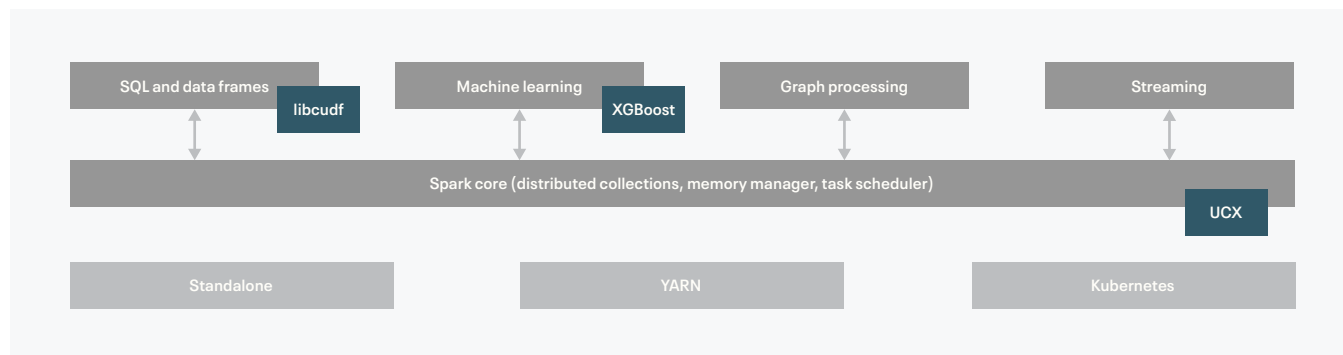 SQL and data frames
libcudf
Machine learning
XGBoost
Graph processing
Streaming
Spark core (distributed collections, memory manager, task scheduler)
UCX
Standalone
YARN
Kubernetes